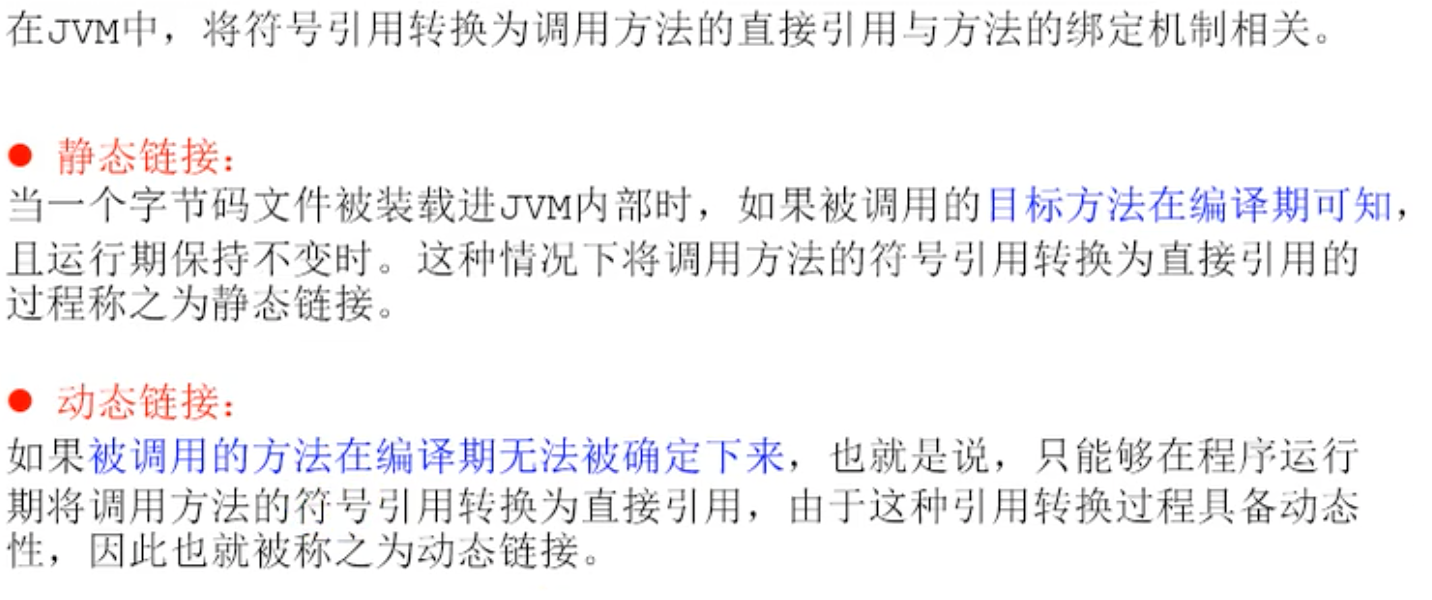 在JVM中，将符号引用转换为调用方法的直接引用与方法的绑定机制相关。
● 静态链接：
当一个字节码文件被装载进JVM内部时，如果被调用的目标方法在编译期可知，
且运行期保持不变时。这种情况下将调用方法的符号引用转换为直接引用的
过程称之为静态链接。
● 动态链接：
如果被调用的方法在编译期无法被确定下来，也就是说，只能够在程序运行
期将调用方法的符号引用转换为直接引用，由于这种引用转换过程具备动态
性，因此也就被称之为动态链接。